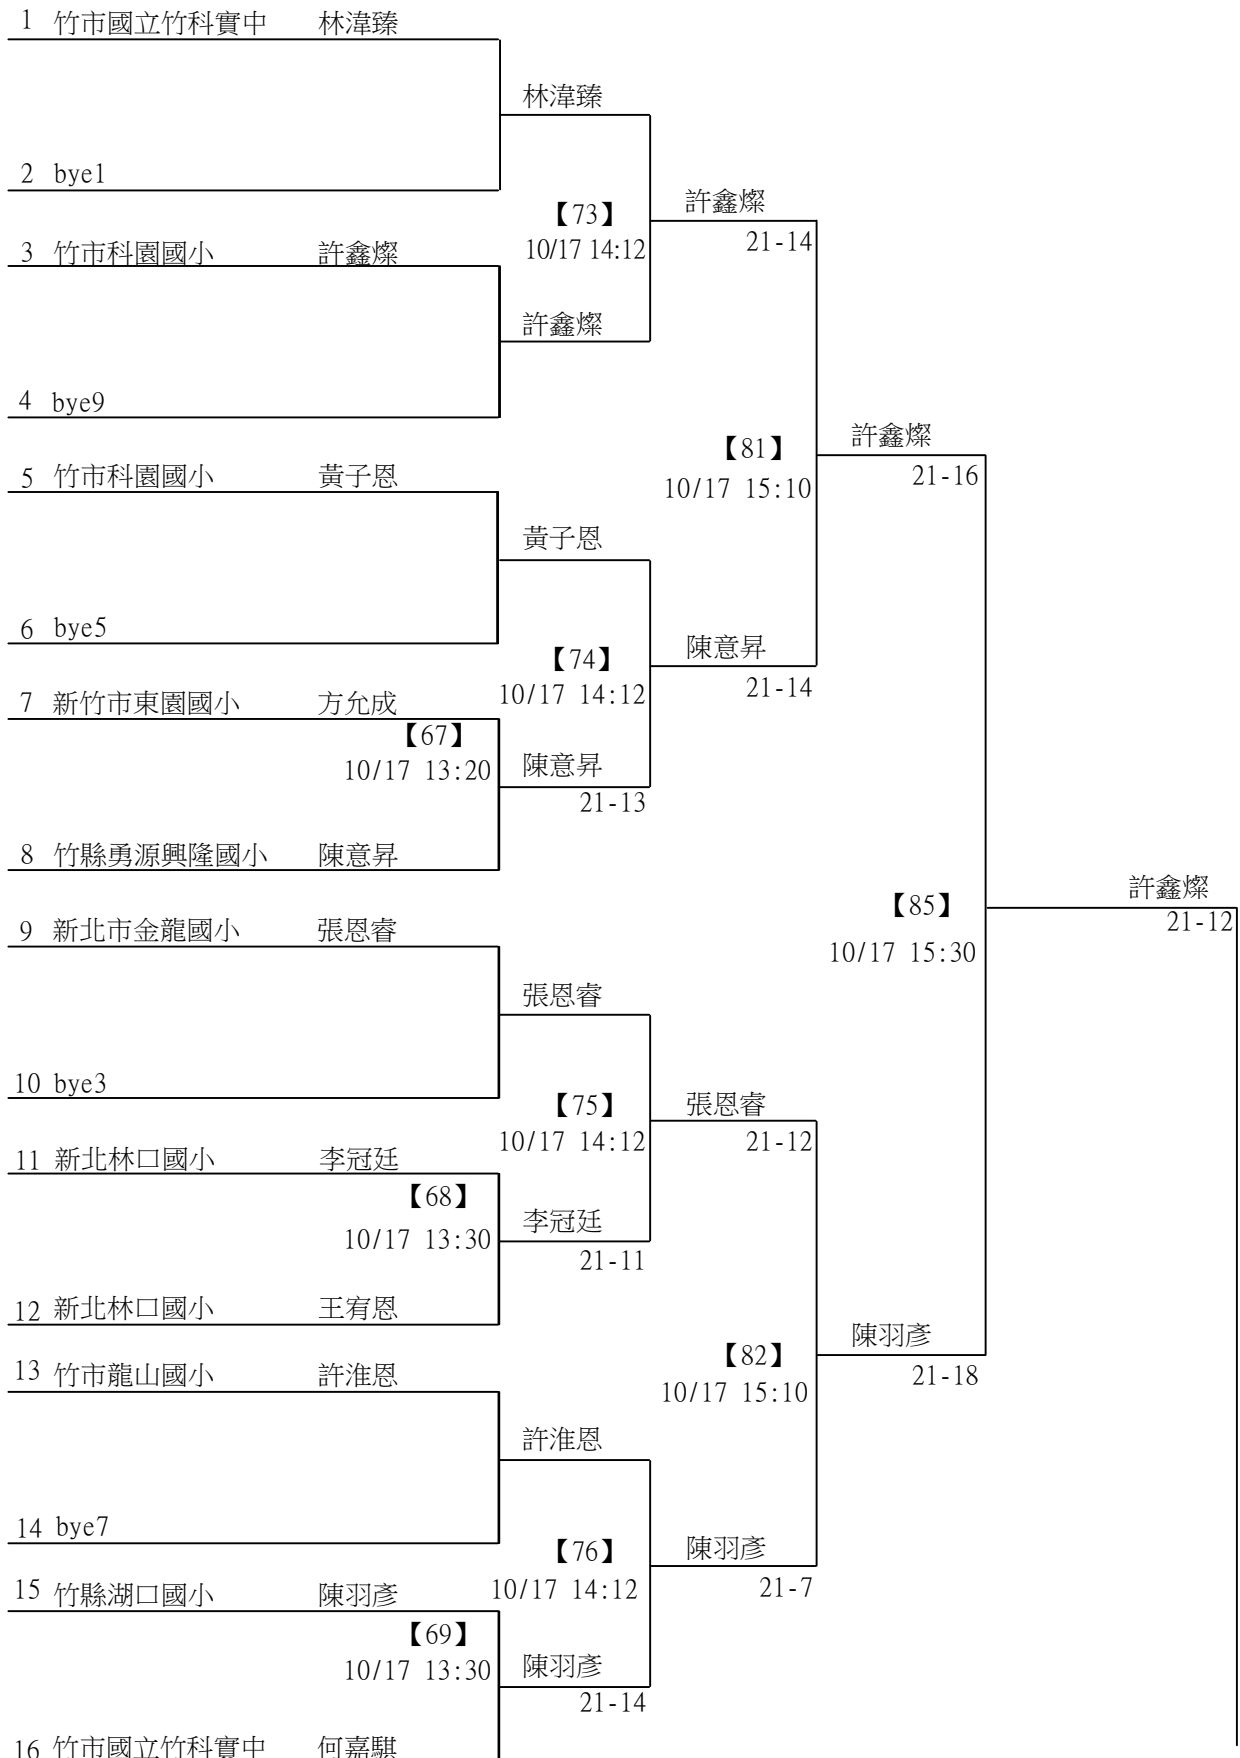 1 竹市國立竹科實中 林湋臻
林湋臻
2 bye1
許鑫燦
【73】
21-14
3 竹市科園國小 許鑫燦
10/17 14:12
許鑫燦
4 bye9
許鑫燦
【81】
5 竹市科園國小 黃子恩
21-16
10/17 15:10
黃子恩
6 bye5
陳意昇
【74】
21-14
7 新竹市東園國小 方允成
10/17 14:12
【67】
10/17 13:20
陳意昇
21-13
8 竹縣勇源興隆國小 陳意昇
許鑫燦
【85】
21-12
9 新北市金龍國小 張恩睿
10/17 15:30
張恩睿
10 bye3
張恩睿
【75】
21-12
10/17 14:12
11 新北林口國小 李冠廷
【68】
李冠廷
10/17 13:30
21-11
12 新北林口國小 王宥恩
陳羽彥
【82】
21-18
13 竹市龍山國小 許淮恩
10/17 15:10
許淮恩
14 bye7
陳羽彥
【76】
21-7
10/17 14:12
15 竹縣湖口國小 陳羽彥
【69】
10/17 13:30
陳羽彥
21-14
16 竹市國立竹科實中 何嘉騏